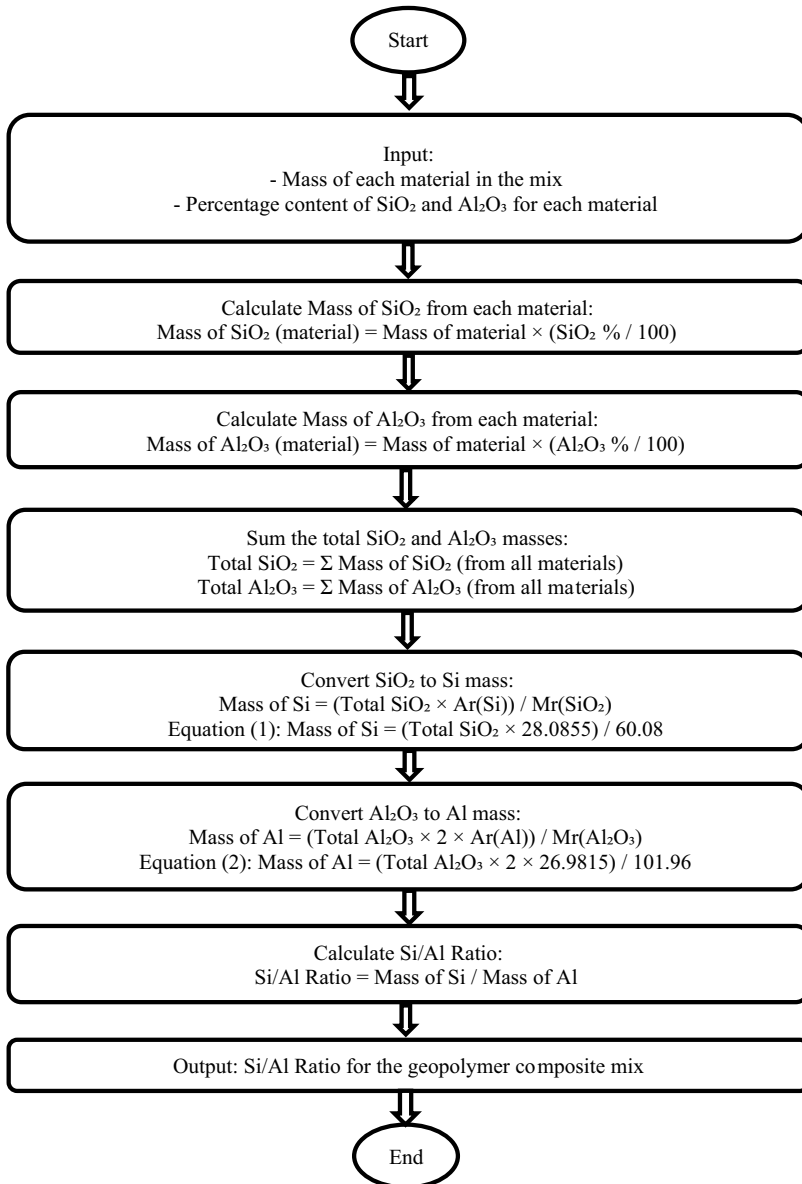 Start
Input:
- Mass of each material in the mix
- Percentage content of SiO₂ and Al₂O₃ for each material
Calculate Mass of SiO₂ from each material:
Mass of SiO₂ (material) = Mass of material × (SiO₂ % / 100)
Calculate Mass of Al₂O₃ from each material:
Mass of Al₂O₃ (material) = Mass of material × (Al₂O₃ % / 100)
Sum the total SiO₂ and Al₂O₃ masses:
Total SiO₂ = Σ Mass of SiO₂ (from all materials)
Total Al₂O₃ = Σ Mass of Al₂O₃ (from all materials)
Convert SiO₂ to Si mass:
Mass of Si = (Total SiO₂ × Ar(Si)) / Mr(SiO₂)
Equation (1): Mass of Si = (Total SiO₂ × 28.0855) / 60.08
Convert Al₂O₃ to Al mass:
Mass of Al = (Total Al₂O₃ × 2 × Ar(Al)) / Mr(Al₂O₃)
Equation (2): Mass of Al = (Total Al₂O₃ × 2 × 26.9815) / 101.96
Calculate Si/Al Ratio:
Si/Al Ratio = Mass of Si / Mass of Al
Output: Si/Al Ratio for the geopolymer composite mix
End